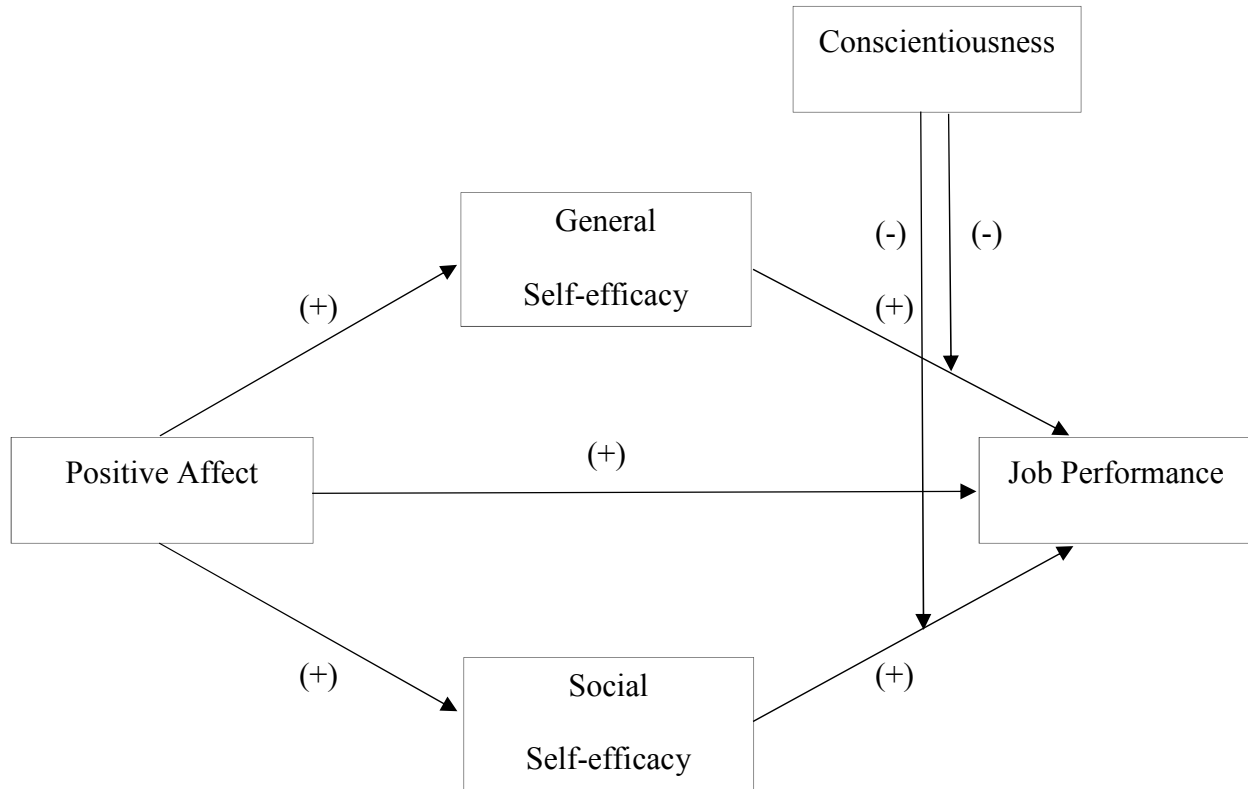 Conscientiousness
General
Self-efficacy
(-)
(-)
(+)
(+)
Positive Affect
(+)
Job Performance
(+)
Social
Self-efficacy
(+)